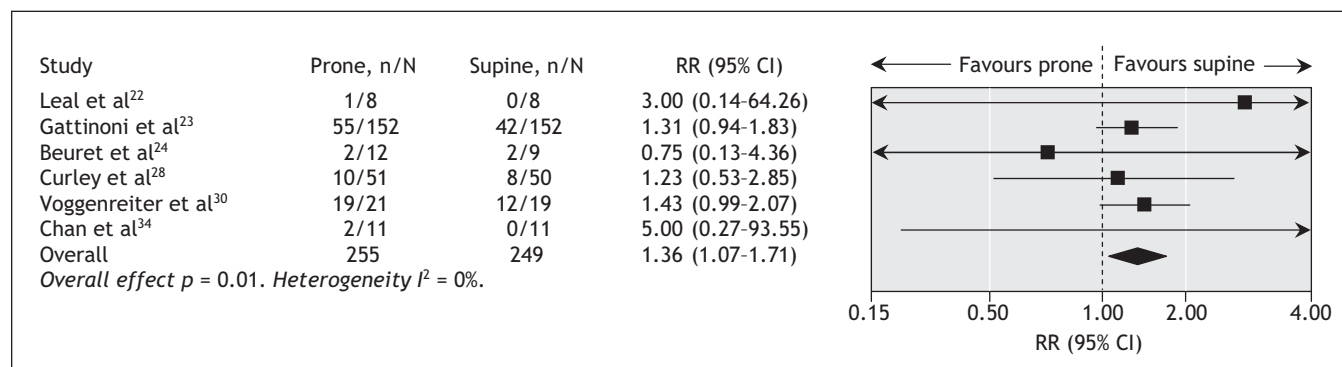 Study Prone, n/N Supine, n/N RR (95% CI) Favours prone Favours supine
Leal et al22 1/8 0/8 3.00 (0.14-64.26)
Gattinoni et al23 55/152 42/152 1.31 (0.94-1.83)
Beuret et al24 2/12 2/9 0.75 (0.13-4.36)
Curley et al28 10/51 8/50 1.23 (0.53-2.85)
Voggenreiter et al30 19/21 12/19 1.43 (0.99-2.07)
Chan et al34 2/11 0/11 5.00 (0.27-93.55)
Overall 255 249 1.36 (1.07-1.71)
Overall effect p = 0.01. Heterogeneity I2 = 0%.
0.15 0.50 1.00 2.00 4.00
RR (95% CI)